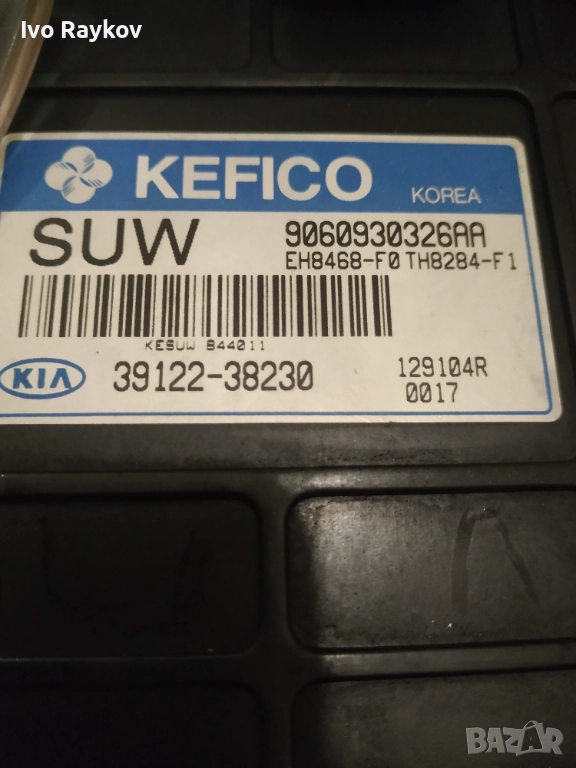 Ivo Raykov
KEFICO KOREA
SUW 9060930326AA
EH8468-F0 TH8284-F1
KESUW B44011
KIA 39122-38230 129104R
0017
BAZAR